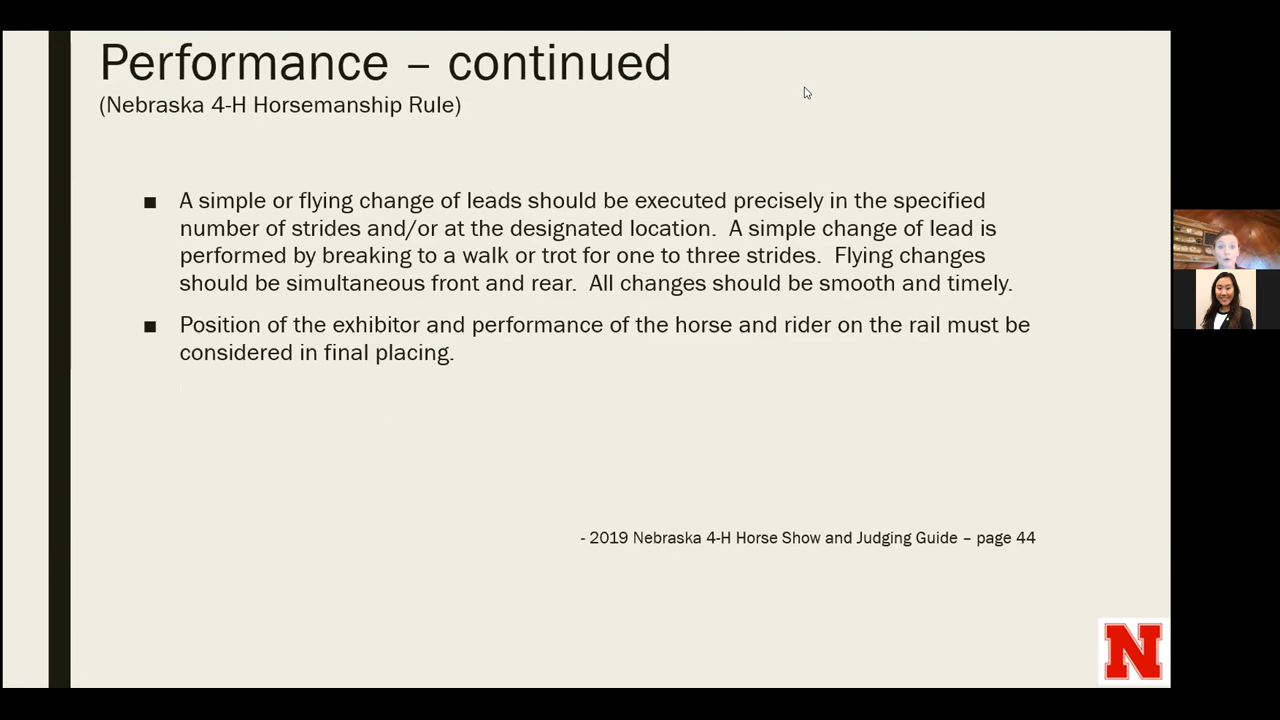 Performance – continued
(Nebraska 4-H Horsemanship Rule)
■ A simple or flying change of leads should be executed precisely in the specified
number of strides and/or at the designated location.  A simple change of lead is
performed by breaking to a walk or trot for one to three strides.  Flying changes
should be simultaneous front and rear.  All changes should be smooth and timely.
■ Position of the exhibitor and performance of the horse and rider on the rail must be
considered in final placing.
- 2019 Nebraska 4-H Horse Show and Judging Guide – page 44
N